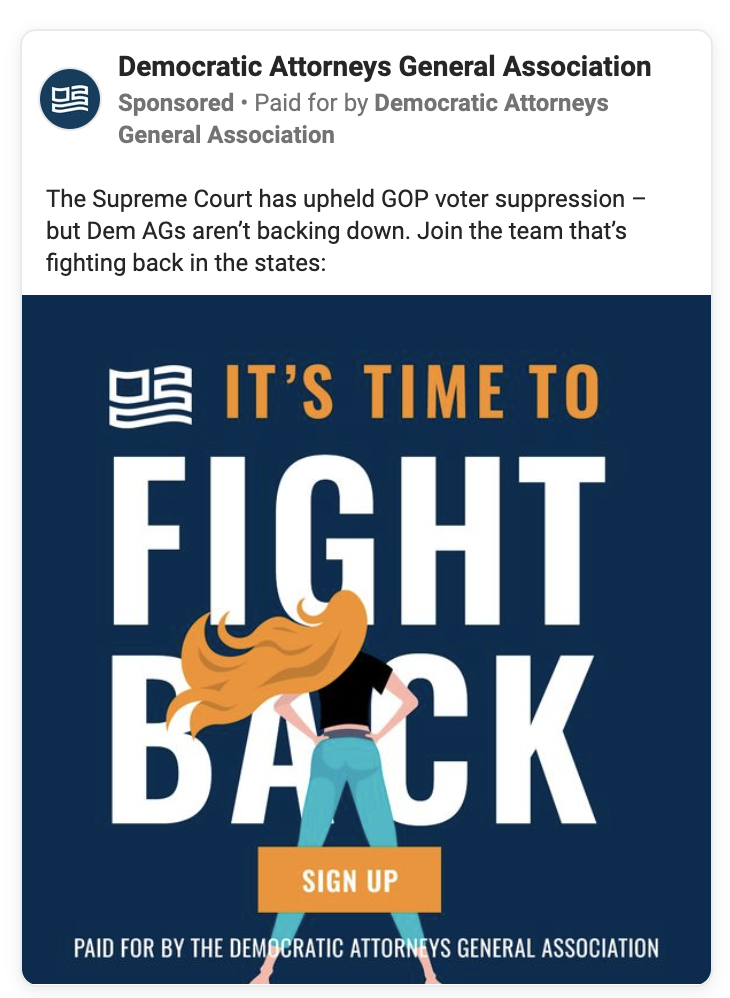 Democratic Attorneys General Association
Sponsored • Paid for by Democratic Attorneys
General Association
The Supreme Court has upheld GOP voter suppression –
but Dem AGs aren’t backing down. Join the team that’s
fighting back in the states:
IT’S TIME TO
FIGHT
BACK
SIGN UP
PAID FOR BY THE DEMOCRATIC ATTORNEYS GENERAL ASSOCIATION